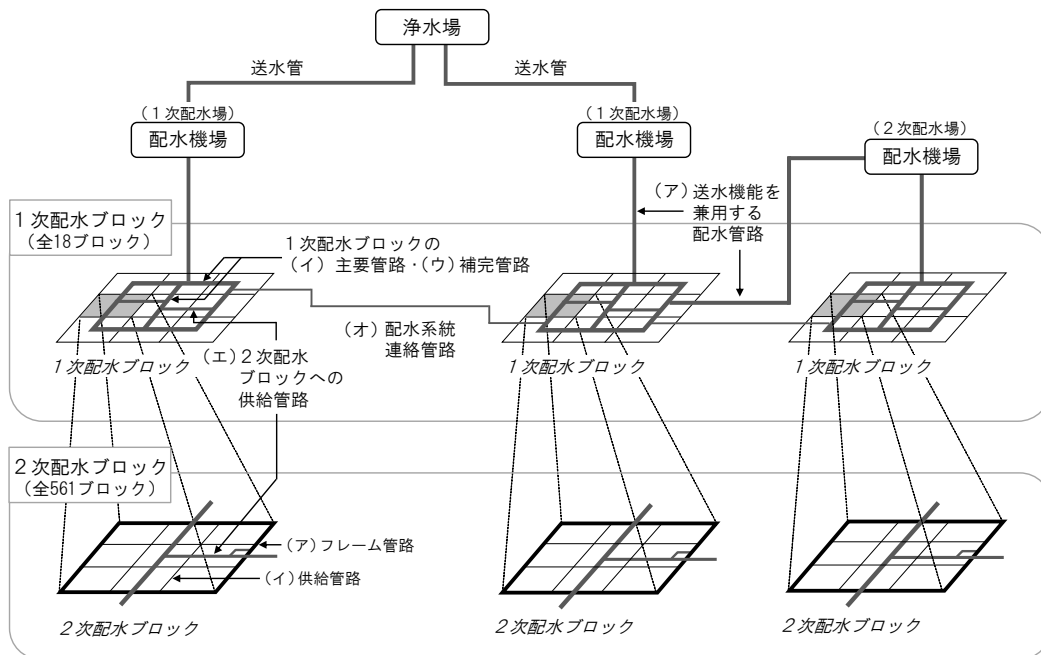 浄水場
送水管
送水管
(1次配水場)
配水機場
(1次配水場)
配水機場
(2次配水場)
配水機場
(ア)送水機能を
兼用する
配水管路
1次配水ブロック
(全18ブロック)
1次配水ブロックの
(イ)主要管路・(ウ)補完管路
(オ)配水系統
連絡管路
1次配水ブロック
(エ)2次配水
ブロックへの
供給管路
1次配水ブロック
1次配水ブロック
2次配水ブロック
(全561ブロック)
(ア)フレーム管路
(イ)供給管路
2次配水ブロック
2次配水ブロック
2次配水ブロック